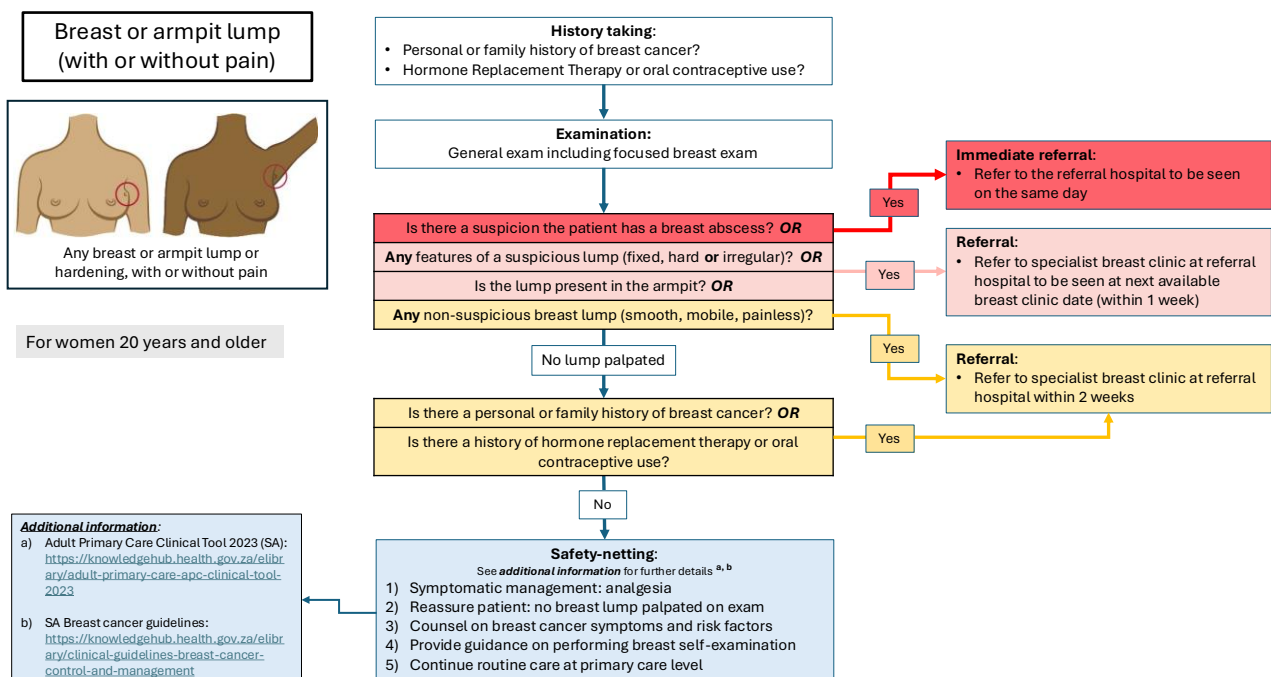 Breast or armpit lump
(with or without pain)
Any breast or armpit lump or
hardening, with or without pain
For women 20 years and older
History taking:
• Personal or family history of breast cancer?
• Hormone Replacement Therapy or oral contraceptive use?
Examination:
General exam including focused breast exam
Is there a suspicion the patient has a breast abscess? OR
Yes
Immediate referral:
• Refer to the referral hospital to be seen
on the same day
Any features of a suspicious lump (fixed, hard or irregular)? OR
Is the lump present in the armpit? OR
Yes
Referral:
• Refer to specialist breast clinic at referral
hospital to be seen at next available
breast clinic date (within 1 week)
Any non-suspicious breast lump (smooth, mobile, painless)?
Yes
Referral:
• Refer to specialist breast clinic at referral
hospital within 2 weeks
No lump palpated
Is there a personal or family history of breast cancer? OR
Is there a history of hormone replacement therapy or oral
contraceptive use?
Yes
No
Safety-netting:
See additional information for further details a, b
1) Symptomatic management: analgesia
2) Reassure patient: no breast lump palpated on exam
3) Counsel on breast cancer symptoms and risk factors
4) Provide guidance on performing breast self-examination
5) Continue routine care at primary care level
Additional information:
a) Adult Primary Care Clinical Tool 2023 (SA):
https://knowledgehub.health.gov.za/elibr
ary/adult-primary-care-apc-clinical-tool-
2023
b) SA Breast cancer guidelines:
https://knowledgehub.health.gov.za/elibr
ary/clinical-guidelines-breast-cancer-
control-and-management